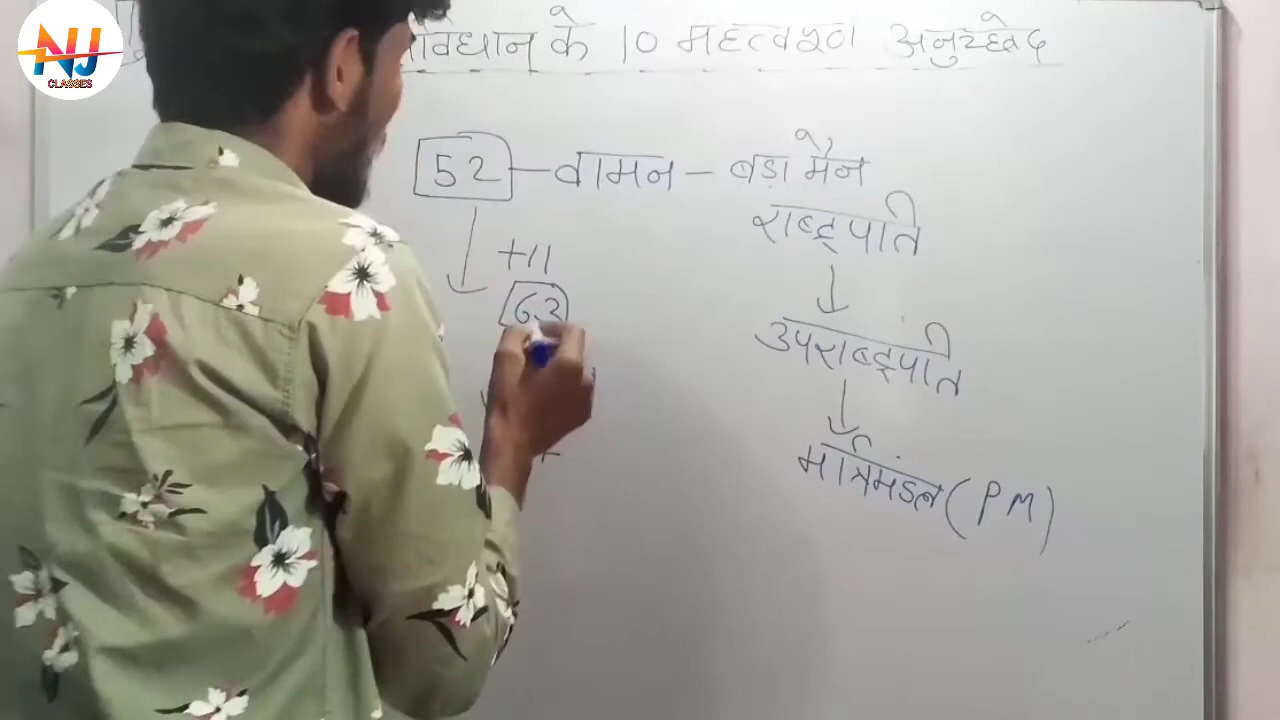 NJ
CLASSES
के 10 महत्वपूर्ण अनुच्छेद
52 - वामन - बड़ा मैन
राष्ट्रपति
+11
63
उपराष्ट्रपति
मंत्रिमंडल (PM)